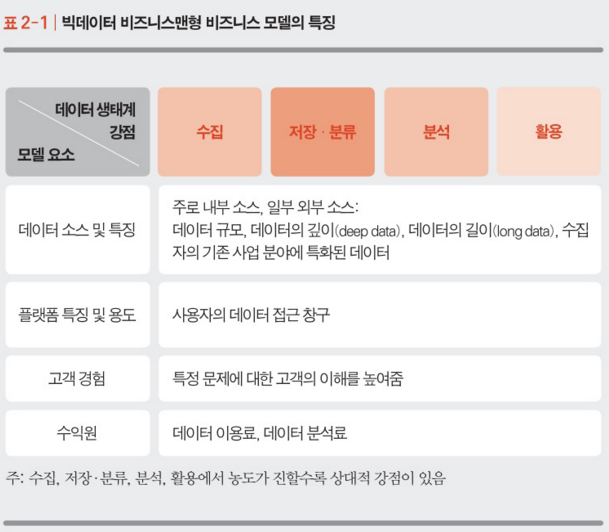 표 2-1 | 빅데이터 비즈니스맨형 비즈니스 모델의 특징
데이터 생태계
강점
모델 요소
수집
저장 · 분류
분석
활용
데이터 소스 및 특징
주로 내부 소스, 일부 외부 소스:
데이터 규모, 데이터의 깊이(deep data), 데이터의 길이(long data), 수집
자의 기존 사업 분야에 특화된 데이터
플랫폼 특징 및 용도
사용자의 데이터 접근 창구
고객 경험
특정 문제에 대한 고객의 이해를 높여줌
수익원
데이터 이용료, 데이터 분석료
주: 수집, 저장 · 분류, 분석, 활용에서 농도가 진할수록 상대적 강점이 있음